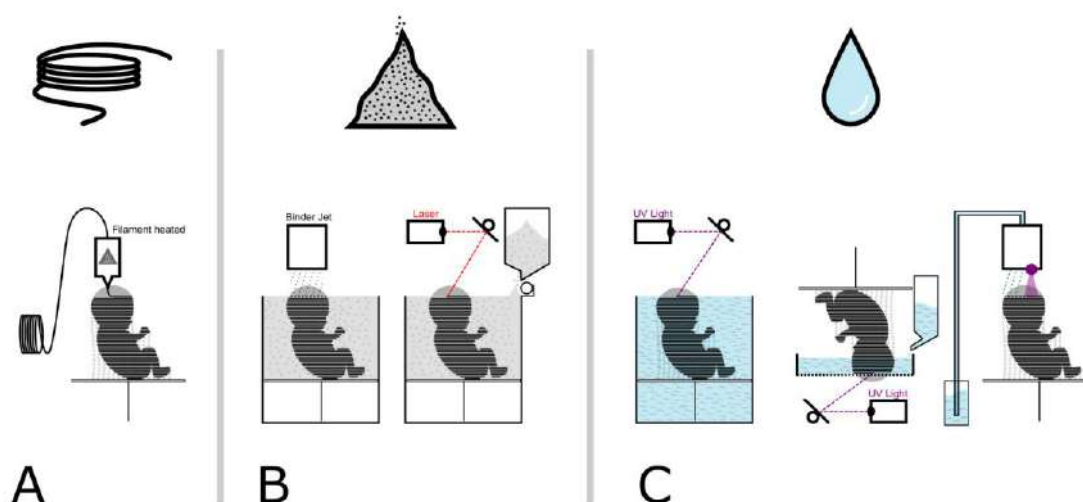 Filament heated
Binder Jet
Laser
UV Light
UV Light
A
B
C